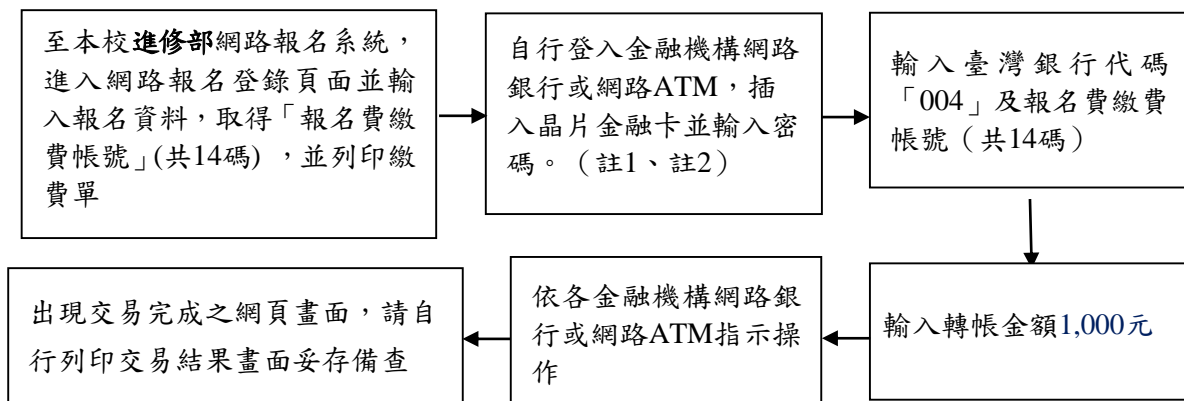 至本校進修部網路報名系統，
進入網路報名登錄頁面並輸
入報名資料，取得「報名費繳
費帳號」(共14碼) ，並列印繳
費單
自行登入金融機構網路
銀行或網路ATM，插
入晶片金融卡並輸入密
碼。（註1、註2）
輸入臺灣銀行代碼
「004」及報名費繳費
帳號（共14碼）
輸入轉帳金額1,000元
依各金融機構網路銀
行或網路ATM指示操
作
出現交易完成之網頁畫面，請自
行列印交易結果畫面妥存備查